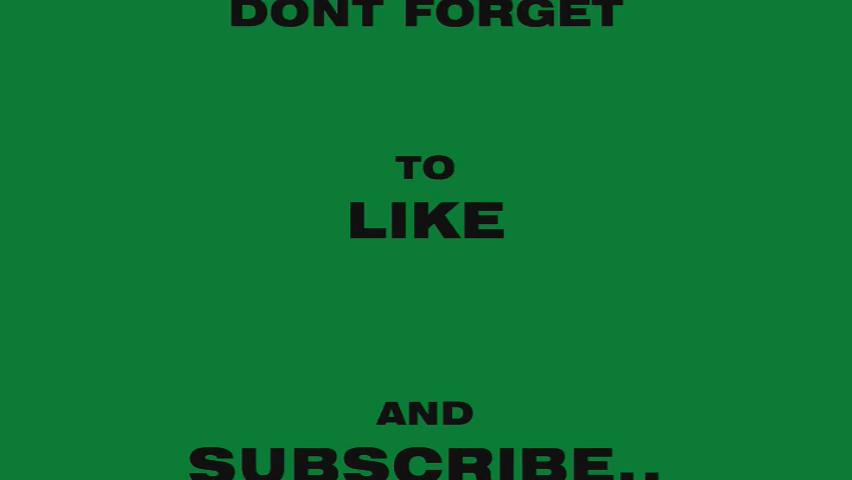 DONT FORGET
TO
LIKE
AND
SUBSCRIBE..